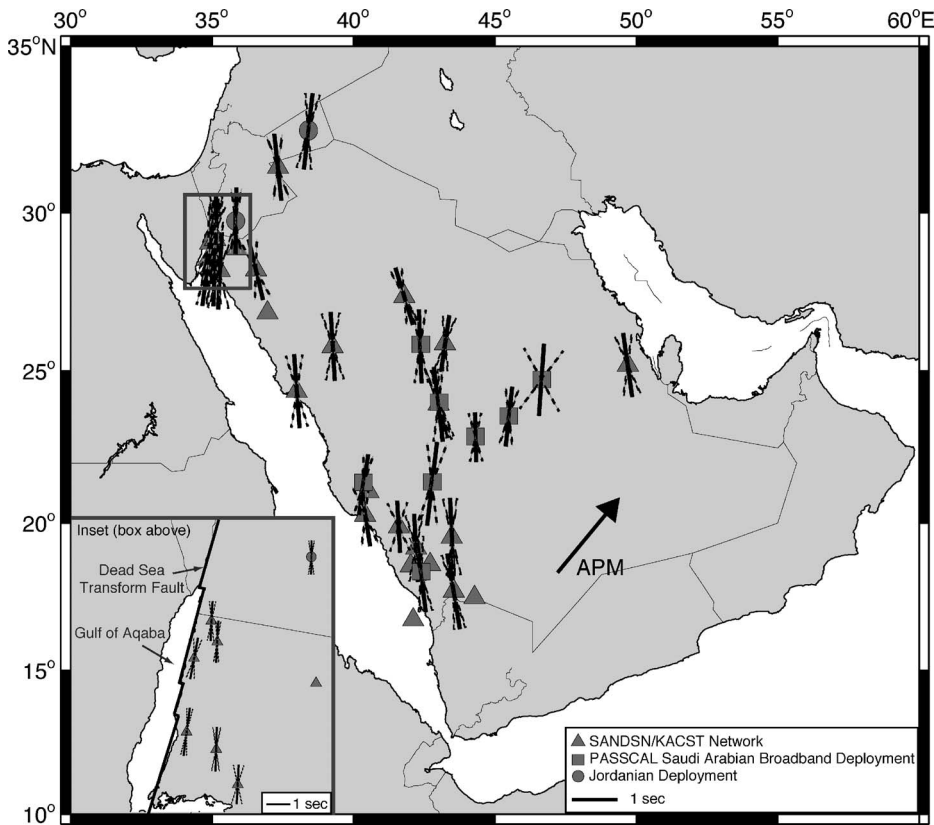 30° 35° 40° 45° 50° 55° 60°E
35°N
30°
25°
20°
15°
10°
APM
Inset (box above)
Dead Sea
Transform Fault
Gulf of Aqaba
1 sec
SANDSN/KACST Network
PASSCAL Saudi Arabian Broadband Deployment
Jordanian Deployment
1 sec